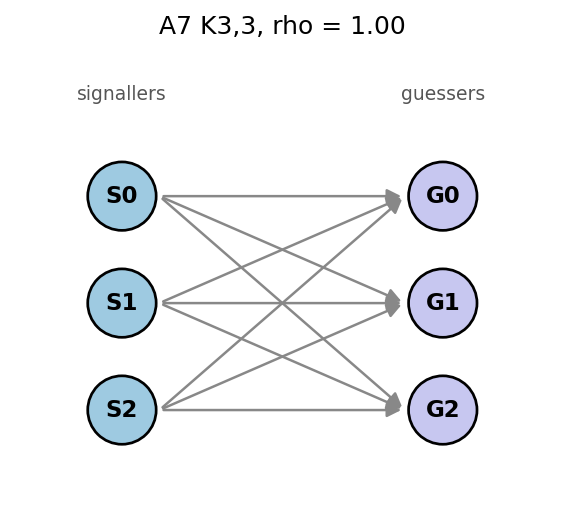 A7 K3,3, rho = 1.00
signallers guessers
S0 G0
S1 G1
S2 G2